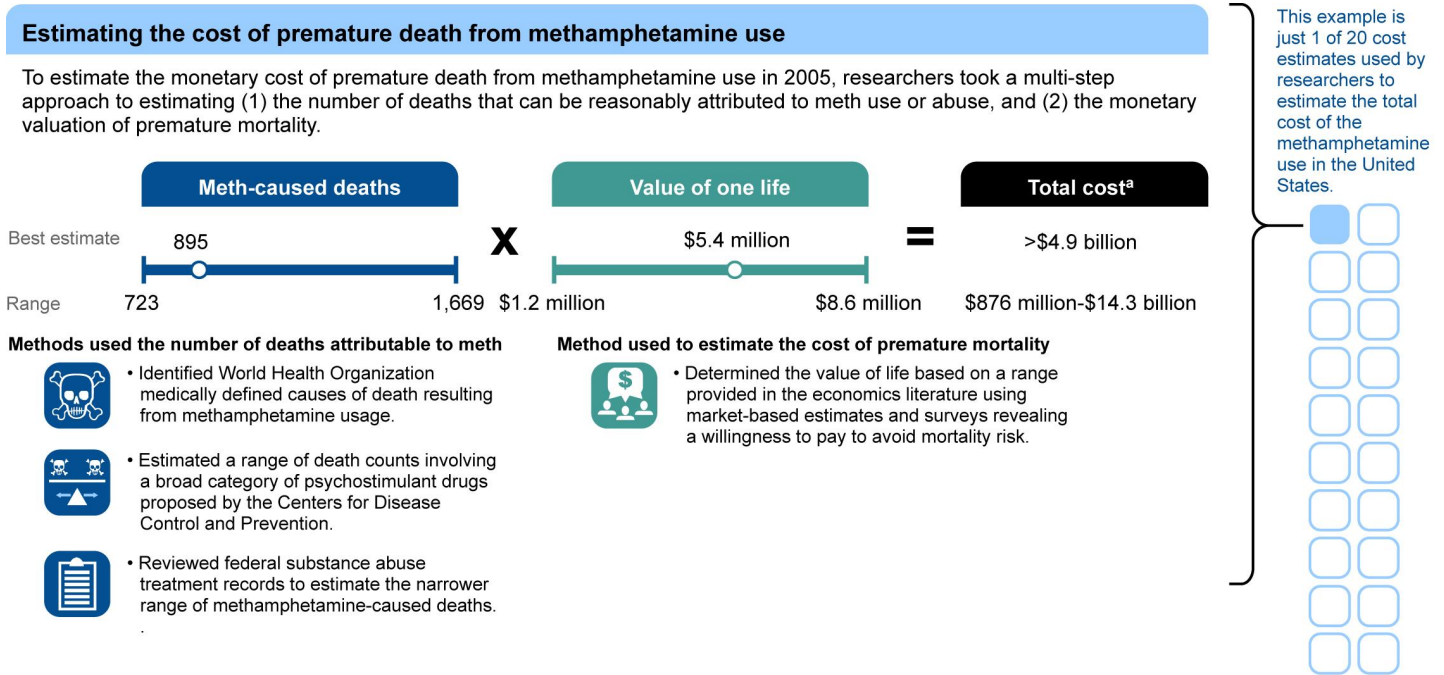 Estimating the cost of premature death from methamphetamine use
To estimate the monetary cost of premature death from methamphetamine use in 2005, researchers took a multi-step
approach to estimating (1) the number of deaths that can be reasonably attributed to meth use or abuse, and (2) the monetary
valuation of premature mortality.
Meth-caused deaths
Value of one life
Total costᵃ
Best estimate
895
X
$5.4 million
=
>$4.9 billion
Range
723
1,669
$1.2 million
$8.6 million
$876 million-$14.3 billion
Methods used the number of deaths attributable to meth
• Identified World Health Organization
medically defined causes of death resulting
from methamphetamine usage.
• Estimated a range of death counts involving
a broad category of psychostimulant drugs
proposed by the Centers for Disease
Control and Prevention.
• Reviewed federal substance abuse
treatment records to estimate the narrower
range of methamphetamine-caused deaths.
.
Method used to estimate the cost of premature mortality
$
• Determined the value of life based on a range
provided in the economics literature using
market-based estimates and surveys revealing
a willingness to pay to avoid mortality risk.
This example is
just 1 of 20 cost
estimates used by
researchers to
estimate the total
cost of the
methamphetamine
use in the United
States.